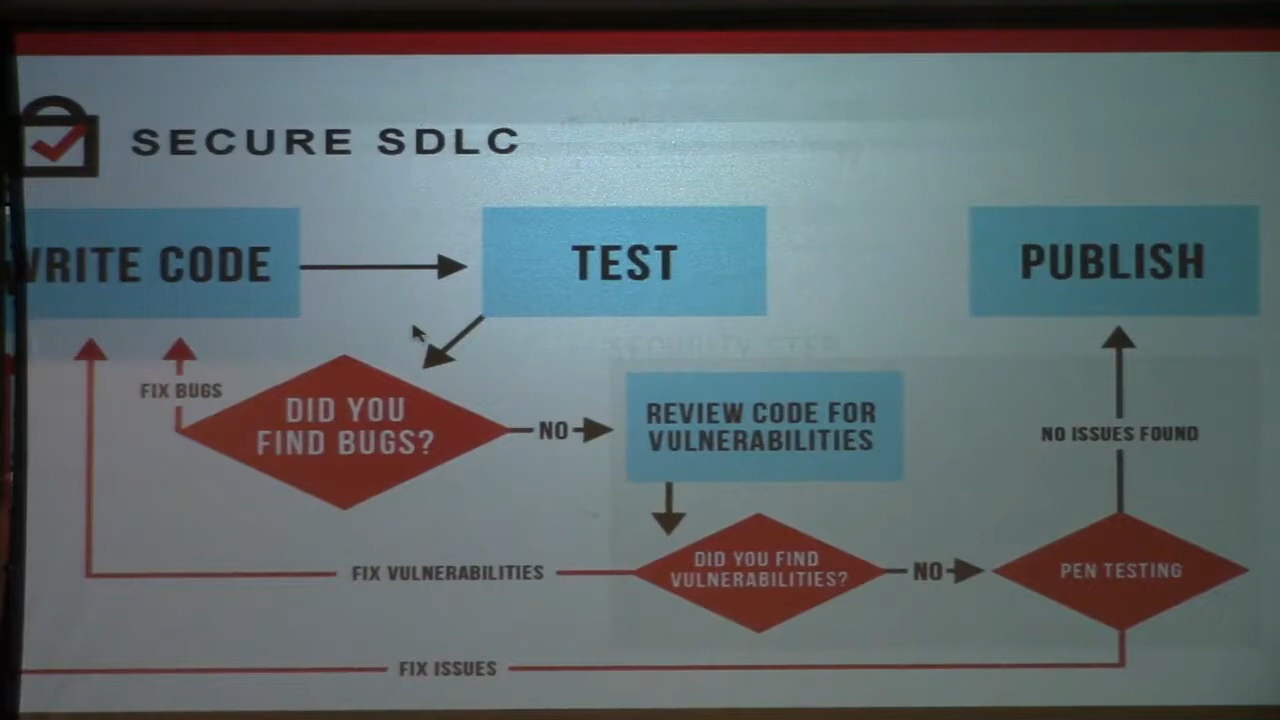 SECURE SDLC
WRITE CODE
TEST
PUBLISH
FIX BUGS
DID YOU
FIND BUGS?
NO
REVIEW CODE FOR
VULNERABILITIES
NO ISSUES FOUND
FIX VULNERABILITIES
DID YOU FIND
VULNERABILITIES?
NO
PEN TESTING
FIX ISSUES